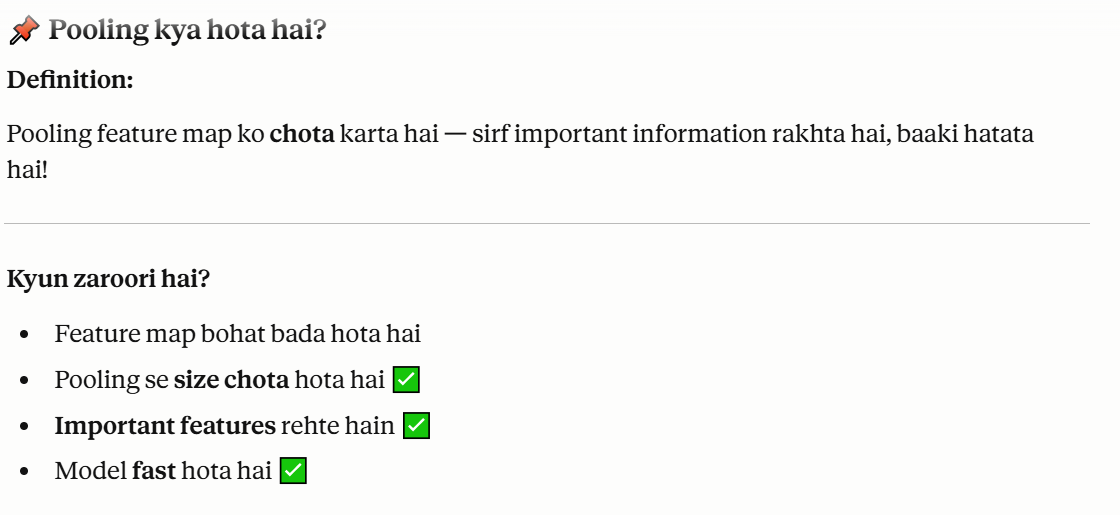 📌 Pooling kya hota hai?
Definition:
Pooling feature map ko chota karta hai — sirf important information rakhta hai, baaki hatata
hai!
Kyun zaroori hai?
• Feature map bohat bada hota hai
• Pooling se size chota hota hai ✅
• Important features rehte hain ✅
• Model fast hota hai ✅